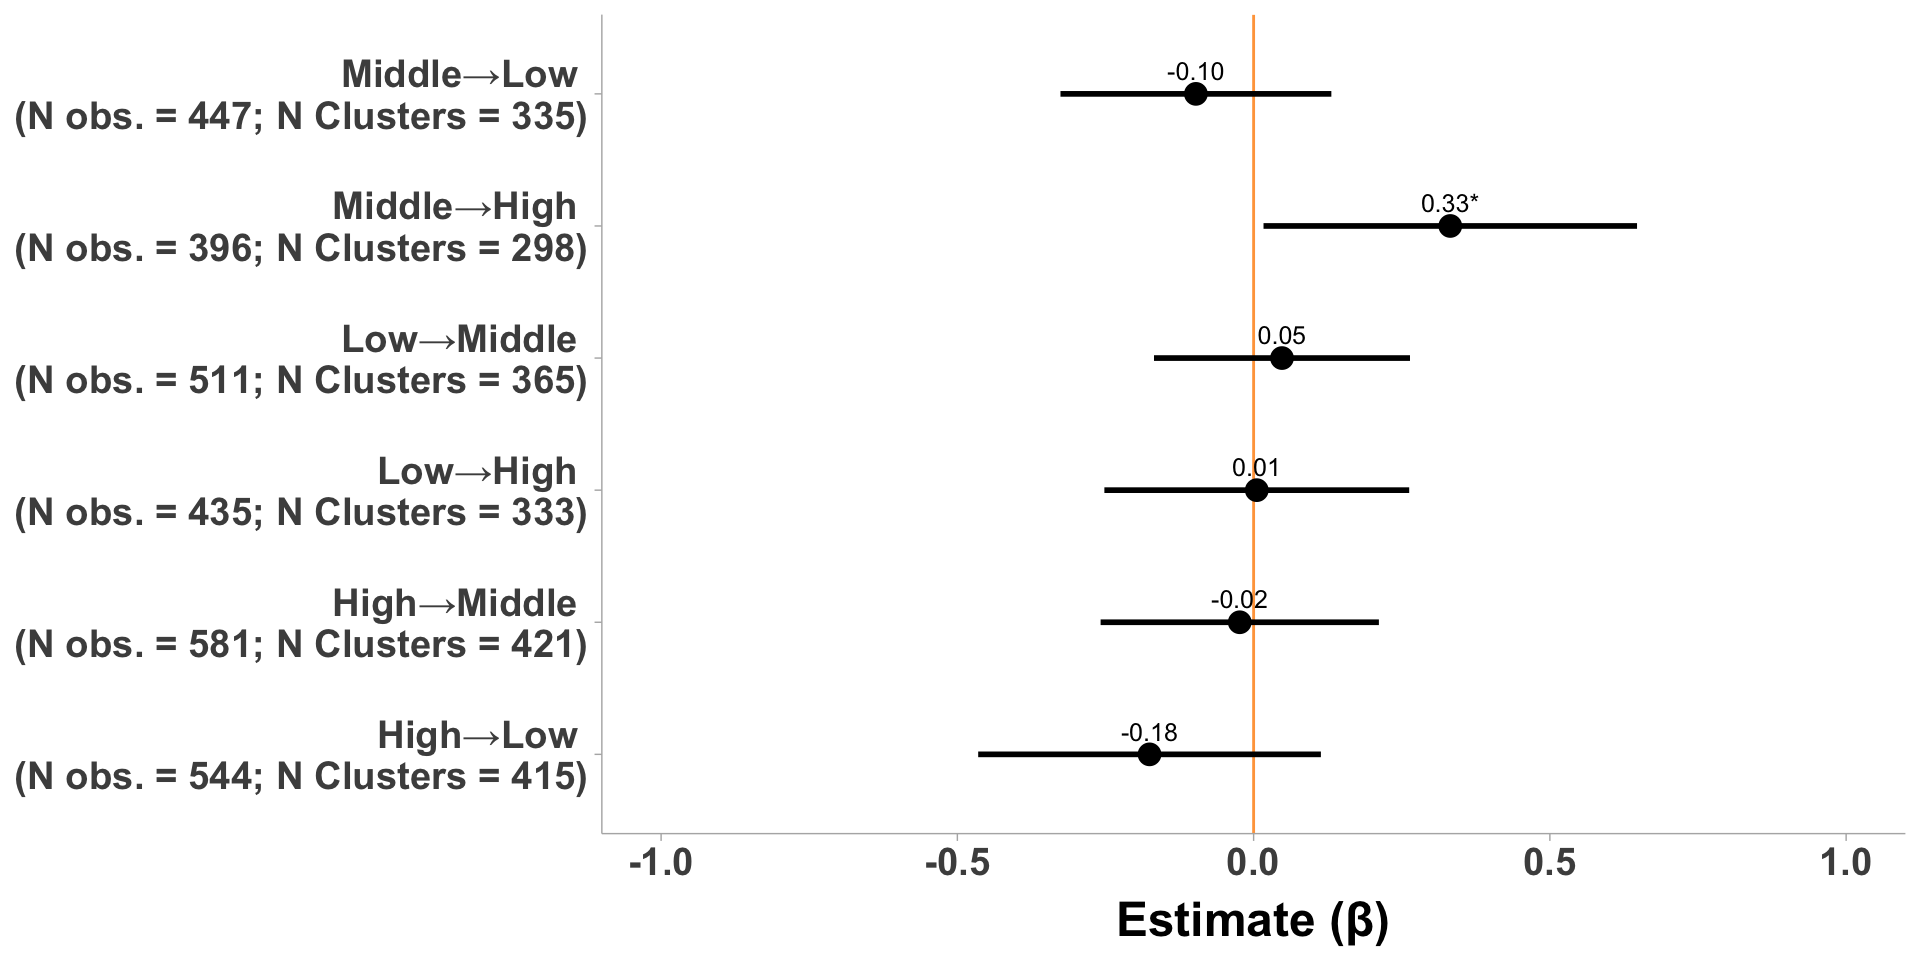 Middle→Low
(N obs. = 447; N Clusters = 335)
-0.10
Middle→High
(N obs. = 396; N Clusters = 298)
0.33*
Low→Middle
(N obs. = 511; N Clusters = 365)
0.05
Low→High
(N obs. = 435; N Clusters = 333)
0.01
High→Middle
(N obs. = 581; N Clusters = 421)
-0.02
High→Low
(N obs. = 544; N Clusters = 415)
-0.18
-1.0 -0.5 0.0 0.5 1.0
Estimate (β)